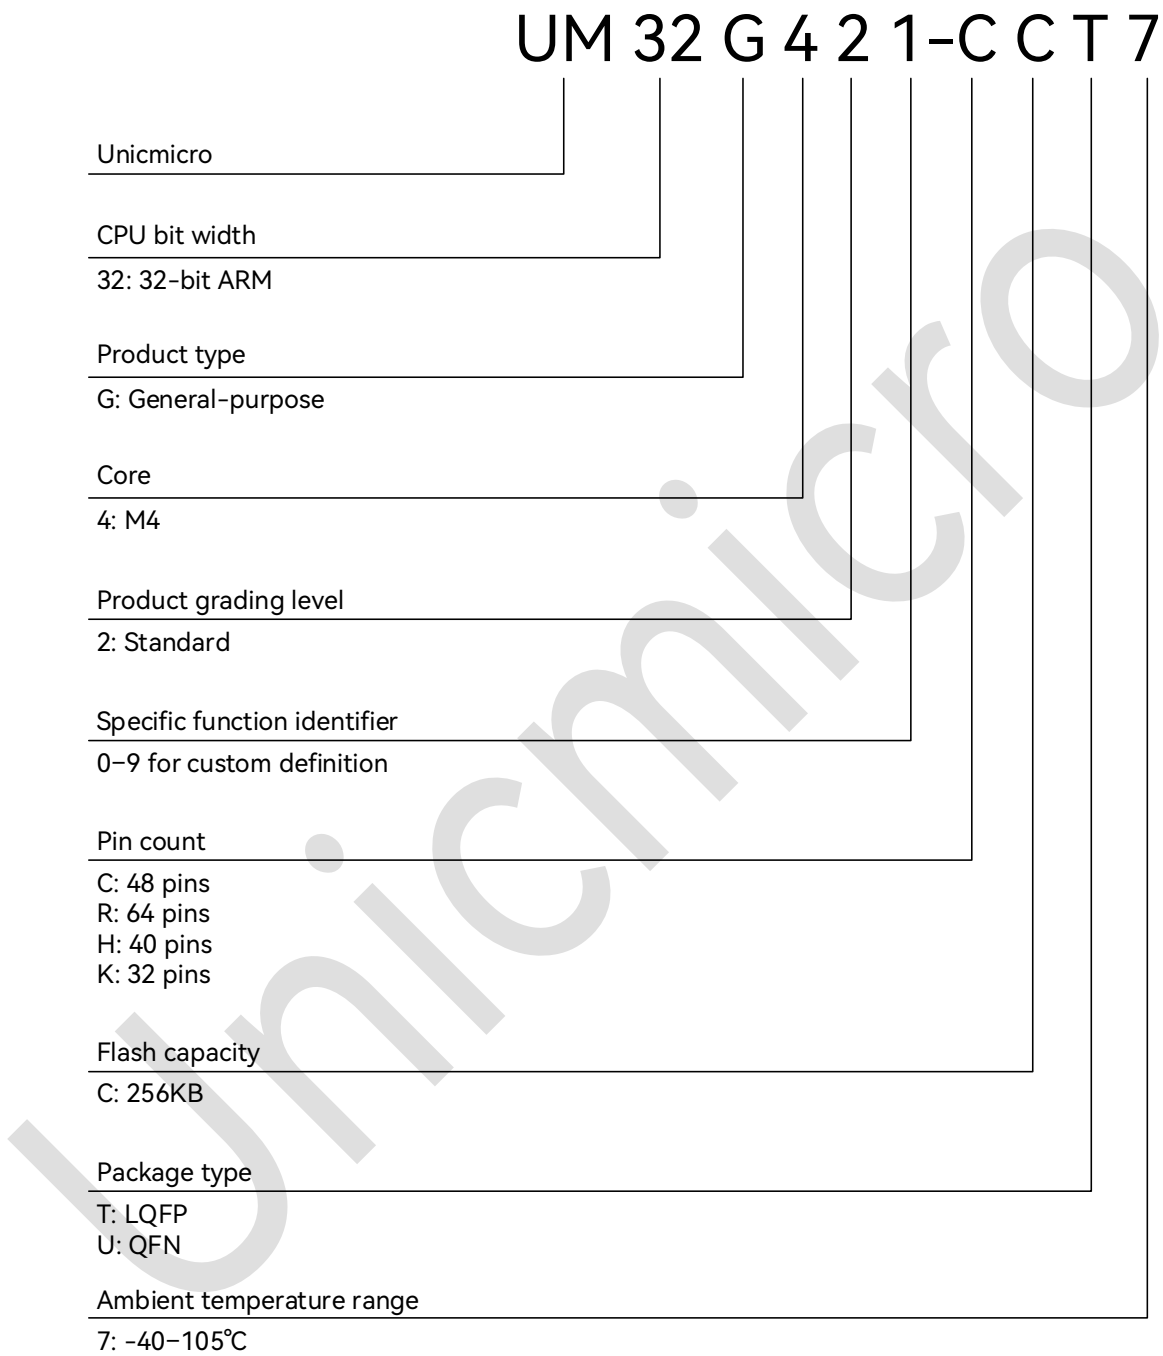 UM 32 G 4 2 1-C C T 7
Unicmicro
CPU bit width
32: 32-bit ARM
Product type
G: General-purpose
Core
4: M4
Product grading level
2: Standard
Specific function identifier
0–9 for custom definition
Pin count
C: 48 pins
R: 64 pins
H: 40 pins
K: 32 pins
Flash capacity
C: 256KB
Package type
T: LQFP
U: QFN
Ambient temperature range
7: -40–105℃
Unicmicro